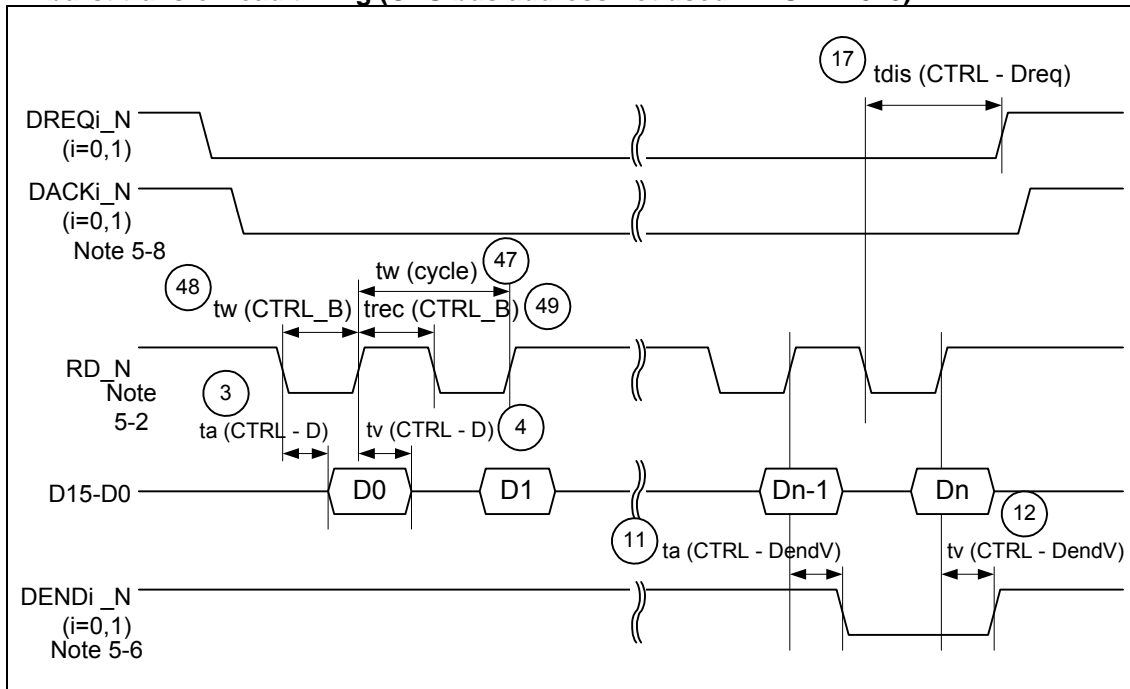 17
tdis (CTRL - Dreq)
DREQi_N
(i=0,1)
DACKi_N
(i=0,1)
Note 5-8
48
tw (cycle)
47
tw (CTRL_B)
trec (CTRL_B)
49
RD_N
Note
5-2
3
ta (CTRL - D)
tv (CTRL - D)
4
D15-D0
D0
D1
Dn-1
Dn
12
11
ta (CTRL - DendV)
tv (CTRL - DendV)
DENDi _N
(i=0,1)
Note 5-6